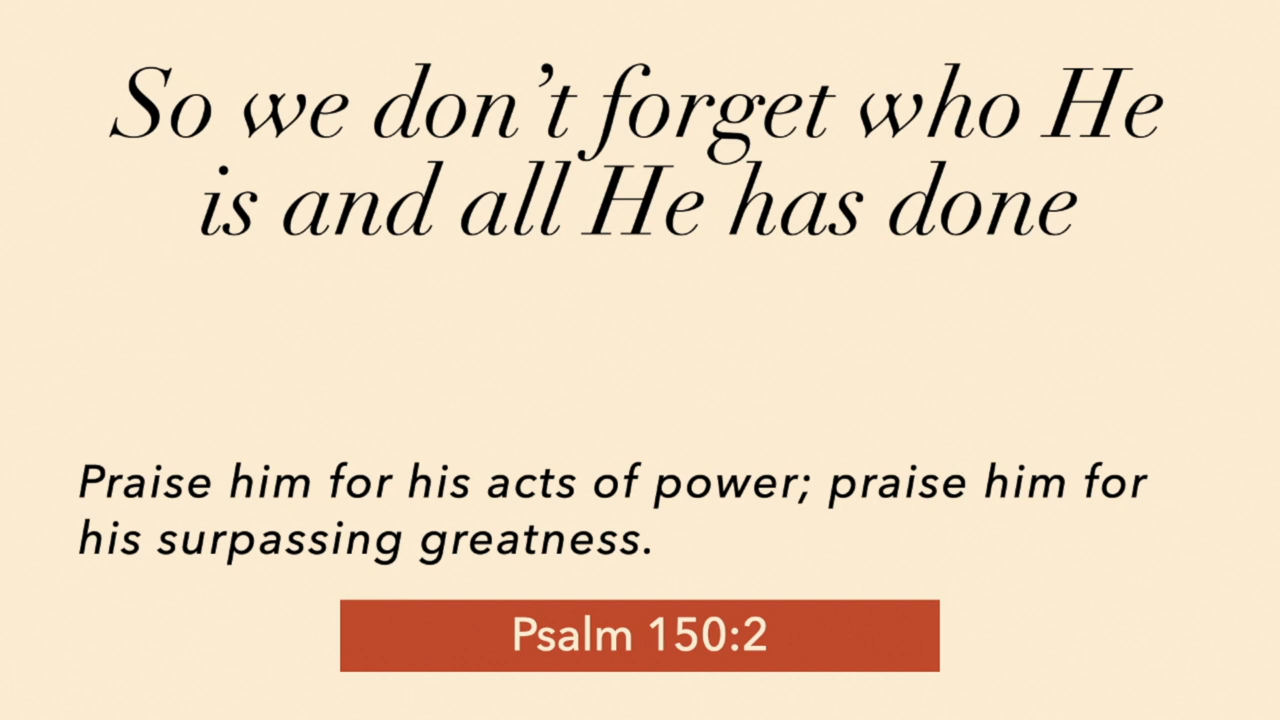 So we don’t forget who He
is and all He has done
Praise him for his acts of power; praise him for
his surpassing greatness.
Psalm 150:2